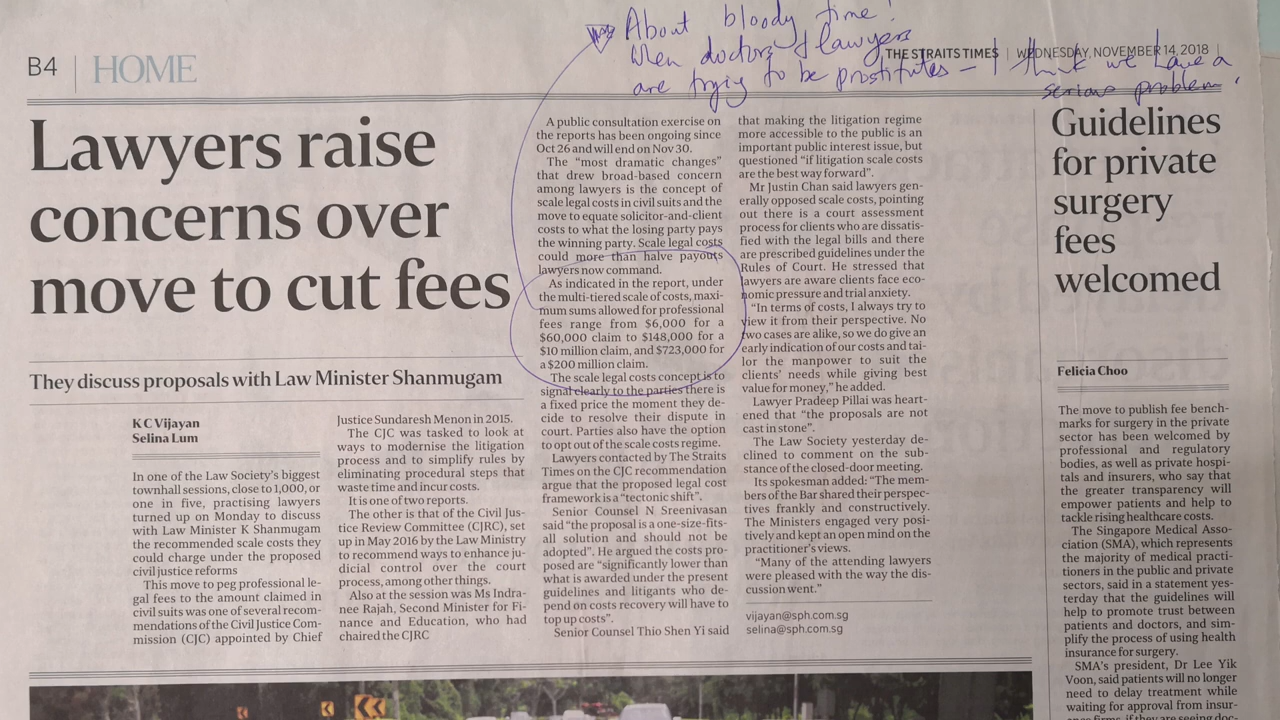 About bloody time!
When doctors & lawyers
are trying to be prostitutes – I think we have a
serious problem!
B4 | HOME
THE STRAITS TIMES | WEDNESDAY, NOVEMBER 14, 2018 |
Lawyers raise
concerns over
move to cut fees
They discuss proposals with Law Minister Shanmugam
K C Vijayan
Selina Lum
In one of the Law Society's biggest
townhall sessions, close to 1,000, or
one in five, practising lawyers
turned up on Monday to discuss
with Law Minister K Shanmugam
the recommended scale costs they
could charge under the proposed
civil justice reforms
This move to peg professional le-
gal fees to the amount claimed in
civil suits was one of several recom-
mendations of the Civil Justice Com-
mission (CJC) appointed by Chief
Justice Sundaresh Menon in 2015.
The CJC was tasked to look at
ways to modernise the litigation
process and to simplify rules by
eliminating procedural steps that
waste time and incur costs.
It is one of two reports.
The other is that of the Civil Jus-
tice Review Committee (CJRC), set
up in May 2016 by the Law Ministry
to recommend ways to enhance ju-
dicial control over the court
process, among other things.
Also at the session was Ms Indra-
nee Rajah, Second Minister for Fi-
nance and Education, who had
chaired the CJRC
A public consultation exercise on
the reports has been ongoing since
Oct 26 and will end on Nov 30.
The "most dramatic changes"
that drew broad-based concern
among lawyers is the concept of
scale legal costs in civil suits and the
move to equate solicitor-and-client
costs to what the losing party pays
the winning party. Scale legal costs
could more than halve payouts
lawyers now command.
As indicated in the report, under
the multi-tiered scale of costs, maxi-
mum sums allowed for professional
fees range from $6,000 for a
$60,000 claim to $148,000 for a
$10 million claim, and $723,000 for
a $200 million claim.
The scale legal costs concept is to
signal clearly to the parties there is
a fixed price the moment they de-
cide to resolve their dispute in
court. Parties also have the option
to opt out of the scale costs regime.
Lawyers contacted by The Straits
Times on the CJC recommendation
argue that the proposed legal cost
framework is a "tectonic shift".
Senior Counsel N Sreenivasan
said "the proposal is a one-size-fits-
all solution and should not be
adopted". He argued the costs pro-
posed are "significantly lower than
what is awarded under the present
guidelines and litigants who de-
pend on costs recovery will have to
top up costs".
Senior Counsel Thio Shen Yi said
that making the litigation regime
more accessible to the public is an
important public interest issue, but
questioned "if litigation scale costs
are the best way forward".
Mr Justin Chan said lawyers gen-
erally opposed scale costs, pointing
out there is a court assessment
process for clients who are dissatis-
fied with the legal bills and there
are prescribed guidelines under the
Rules of Court. He stressed that
lawyers are aware clients face eco-
nomic pressure and trial anxiety.
"In terms of costs, I always try to
view it from their perspective. No
two cases are alike, so we do give an
early indication of our costs and tai-
lor the manpower to suit the
clients' needs while giving best
value for money," he added.
Lawyer Pradeep Pillai was heart-
ened that "the proposals are not
cast in stone".
The Law Society yesterday de-
clined to comment on the sub-
stance of the closed-door meeting.
Its spokesman added: "The mem-
bers of the Bar shared their perspec-
tives frankly and constructively.
The Ministers engaged very posi-
tively and kept an open mind on the
practitioner's views.
"Many of the attending lawyers
were pleased with the way the dis-
cussion went."
vijayan@sph.com.sg
selina@sph.com.sg
Guidelines
for private
surgery
fees
welcomed
Felicia Choo
The move to publish fee bench-
marks for surgery in the private
sector has been welcomed by
professional and regulatory
bodies, as well as private hospi-
tals and insurers, who say that
the greater transparency will
empower patients and help to
tackle rising healthcare costs.
The Singapore Medical Asso-
ciation (SMA), which represents
the majority of medical practi-
tioners in the public and private
sectors, said in a statement yes-
terday that the guidelines will
help to promote trust between
patients and doctors, and sim-
plify the process of using health
insurance for surgery.
SMA's president, Dr Lee Yik
Voon, said patients will no longer
need to delay treatment while
waiting for approval from insur-
ance firms, if they are seeing doc-